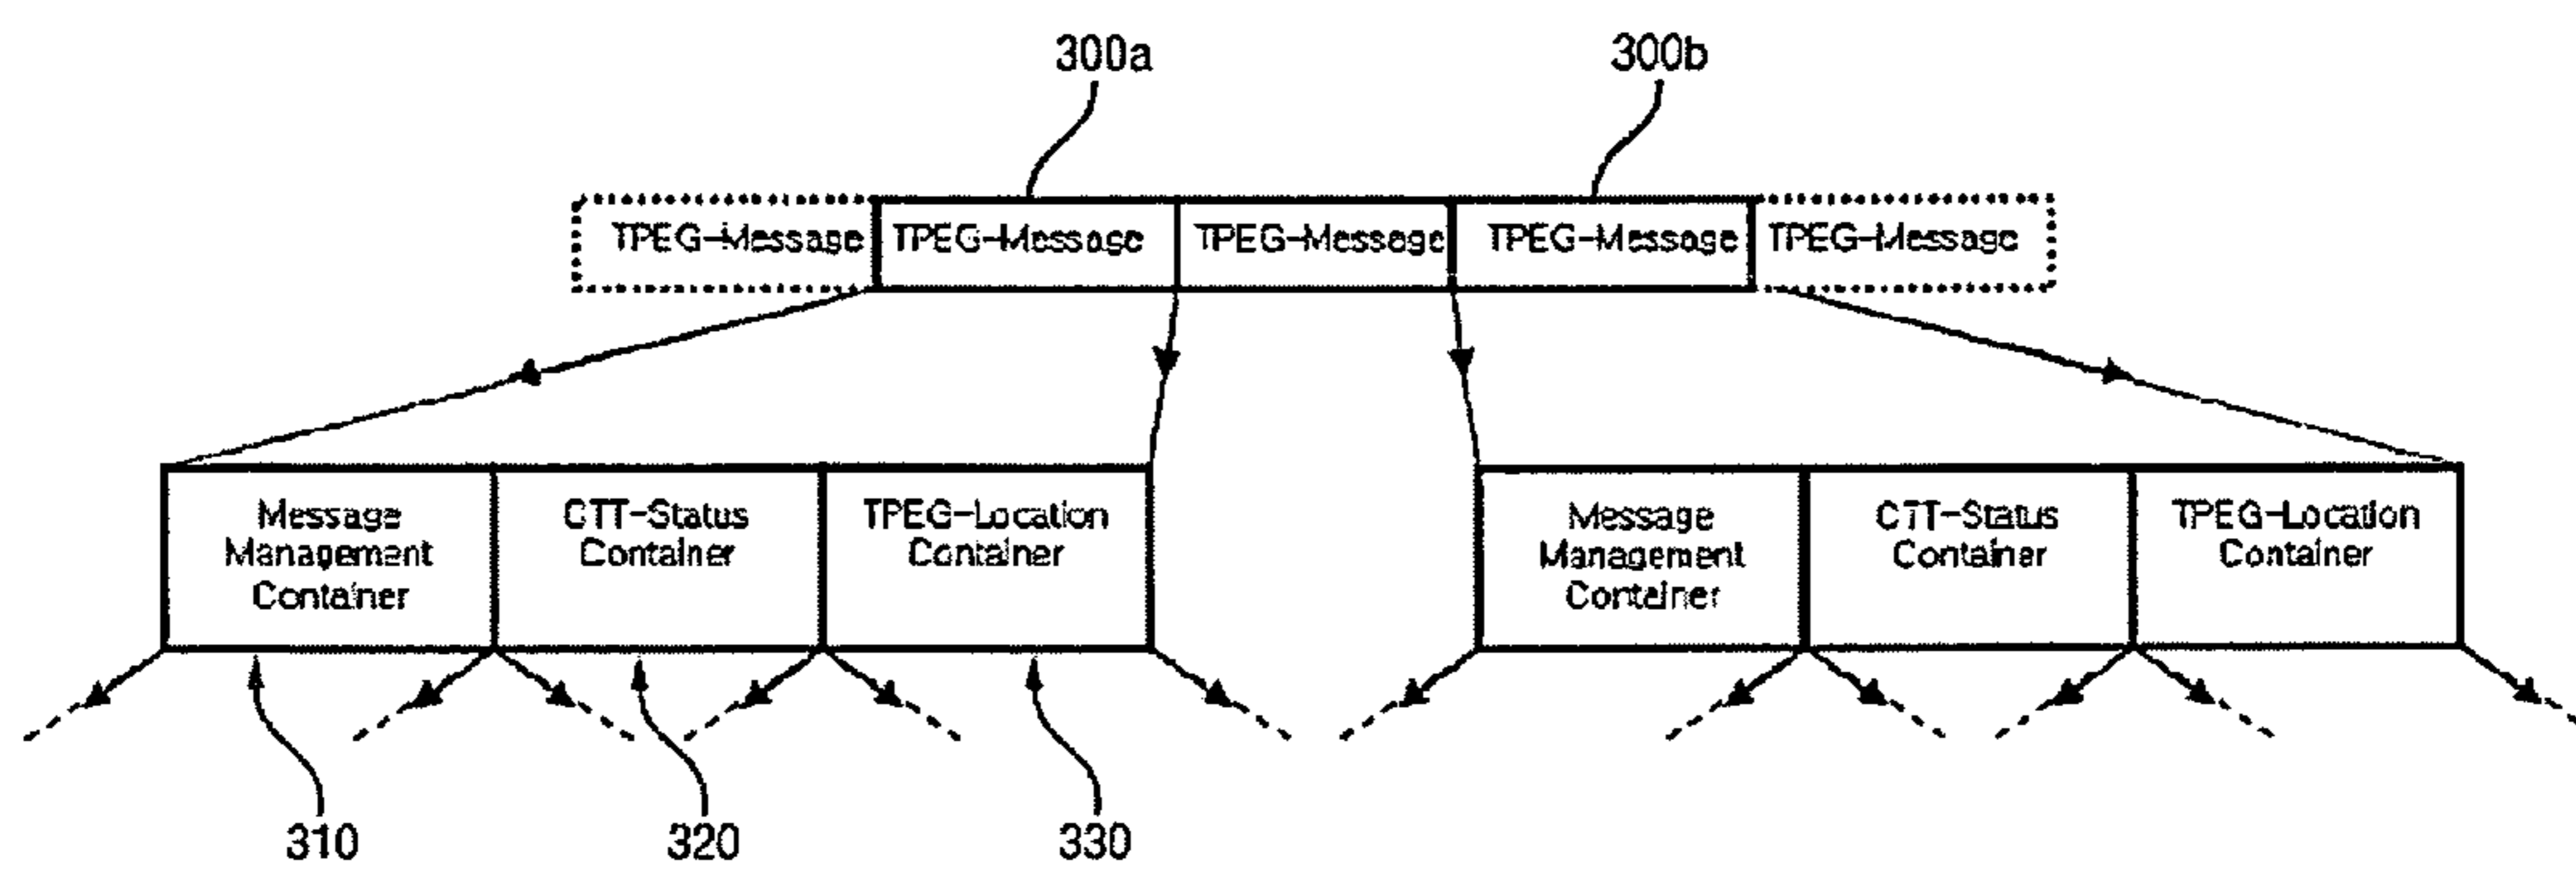 300a 300b
TPEG-Message TPEG-Message TPEG-Message TPEG-Message TPEG-Message
Message CTT-Status TPEG-Location Message CTT-Status TPEG-Location
Management Container Container Management Container Container
Container Container
310 320 330